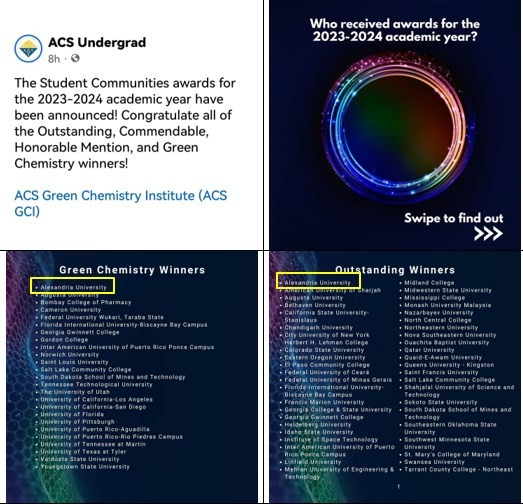 ACS Undergrad
8h ·
The Student Communities awards for
the 2023-2024 academic year have
been announced! Congratulate all of
the Outstanding, Commendable,
Honorable Mention, and Green
Chemistry winners!
ACS Green Chemistry Institute (ACS
GCI)
Who received awards for the
2023-2024 academic year?
Swipe to find out
Green Chemistry Winners
Alexandria University
Augusta University
Bombay College of Pharmacy
Cameron University
Federal University Wukari, Taraba State
Florida International University-Biscayne Bay Campus
Georgia Gwinnett College
Gordon College
Inter American University of Puerto Rico Ponce Campus
Norwich University
Saint Louis University
Salt Lake Community College
South Dakota School of Mines and Technology
Tennessee Technological University
The University of Utah
University of California-Los Angeles
University of California-San Diego
University of Florida
University of Pittsburgh
University of Puerto Rico-Aguadilla
University of Puerto Rico-Rio Piedras Campus
University of Tennessee at Martin
University of Texas at Tyler
Valdosta State University
Youngstown State University
Outstanding Winners
Alexandria University
American University of Sharjah
Augusta University
Belhaven University
California State University-
Stanislaus
Chandigarh University
City University of New York
Herbert H. Lehman College
Colorado State University
Eastern Oregon University
El Paso Community College
Federal University of Ceará
Federal University of Minas Gerais
Florida International University-
Biscayne Bay Campus
Francis Marion University
Georgia College & State University
Georgia Gwinnett College
Heidelberg University
Idaho State University
Institute of Space Technology
Inter American University of Puerto
Rico Ponce Campus
Linfield University
Mehran University of Engineering &
Technology
Midland College
Midwestern State University
Mississippi College
Monash University Malaysia
Nazarbayev University
North Central College
Northeastern University
Nova Southeastern University
Ouachita Baptist University
Qatar University
Quaid-E-Awam University
Queens University - Kingston
Saint Francis University
Salt Lake Community College
Shahjalal University of Science and
Technology
Sokoto State University
South Dakota School of Mines and
Technology
Southeastern Oklahoma State
University
Southwest Minnesota State
University
St. Mary's College of Maryland
Swansea University
Tarrant County College - Northeast
1